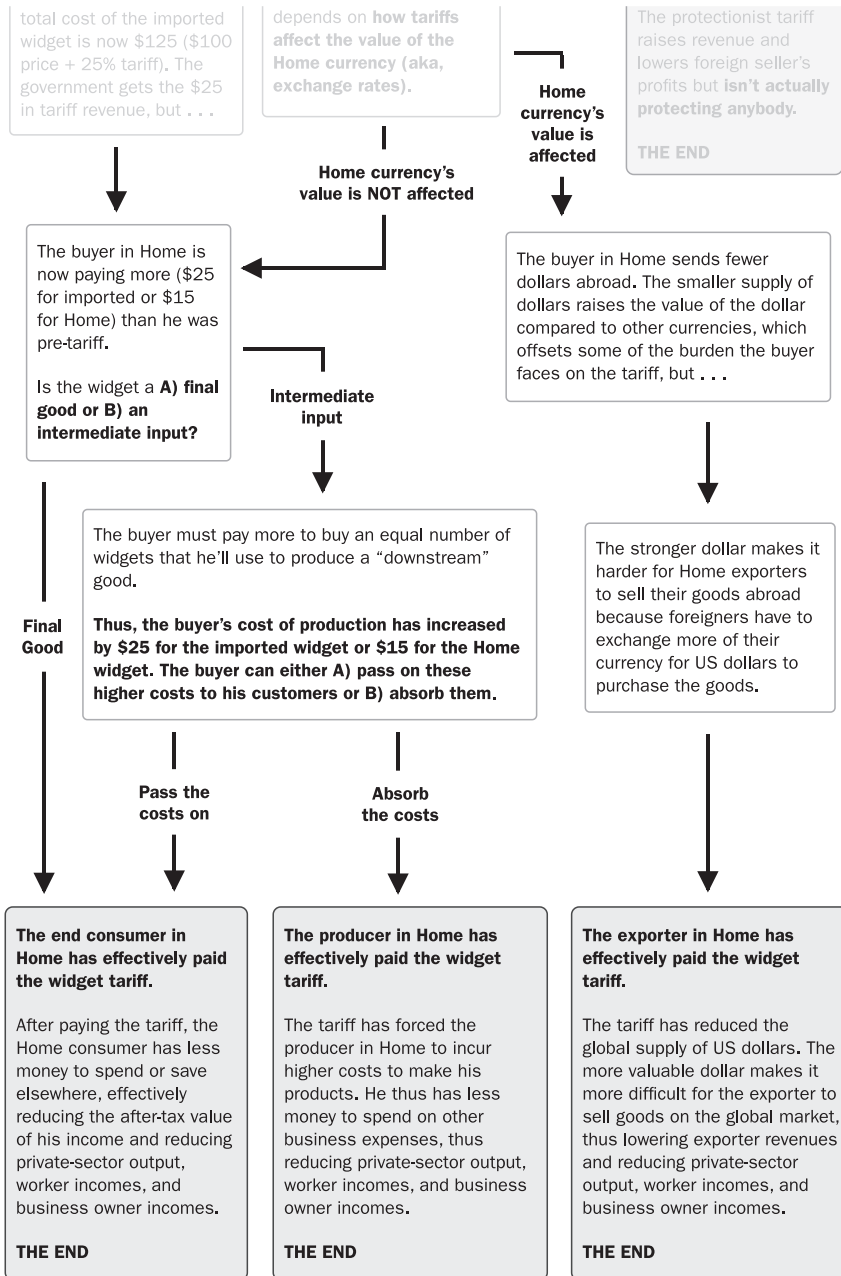 total cost of the imported
widget is now $125 ($100
price + 25% tariff). The
government gets the $25
in tariff revenue, but . . .
depends on how tariffs
affect the value of the
Home currency (aka,
exchange rates).
The protectionist tariff
raises revenue and
lowers foreign seller's
profits but isn't actually
protecting anybody.
THE END
Home
currency's
value is
affected
Home currency's
value is NOT affected
The buyer in Home is
now paying more ($25
for imported or $15
for Home) than he was
pre-tariff.
Is the widget a A) final
good or B) an
intermediate input?
The buyer in Home sends fewer
dollars abroad. The smaller supply of
dollars raises the value of the dollar
compared to other currencies, which
offsets some of the burden the buyer
faces on the tariff, but . . .
Intermediate
input
The buyer must pay more to buy an equal number of
widgets that he'll use to produce a “downstream”
good.
Thus, the buyer's cost of production has increased
by $25 for the imported widget or $15 for the Home
widget. The buyer can either A) pass on these
higher costs to his customers or B) absorb them.
The stronger dollar makes it
harder for Home exporters
to sell their goods abroad
because foreigners have to
exchange more of their
currency for US dollars to
purchase the goods.
Final
Good
Pass the
costs on
Absorb
the costs
The end consumer in
Home has effectively paid
the widget tariff.
After paying the tariff, the
Home consumer has less
money to spend or save
elsewhere, effectively
reducing the after-tax value
of his income and reducing
private-sector output,
worker incomes, and
business owner incomes.
THE END
The producer in Home has
effectively paid the widget
tariff.
The tariff has forced the
producer in Home to incur
higher costs to make his
products. He thus has less
money to spend on other
business expenses, thus
reducing private-sector output,
worker incomes, and business
owner incomes.
THE END
The exporter in Home has
effectively paid the widget
tariff.
The tariff has reduced the
global supply of US dollars. The
more valuable dollar makes it
more difficult for the exporter to
sell goods on the global market,
thus lowering exporter revenues
and reducing private-sector
output, worker incomes, and
business owner incomes.
THE END